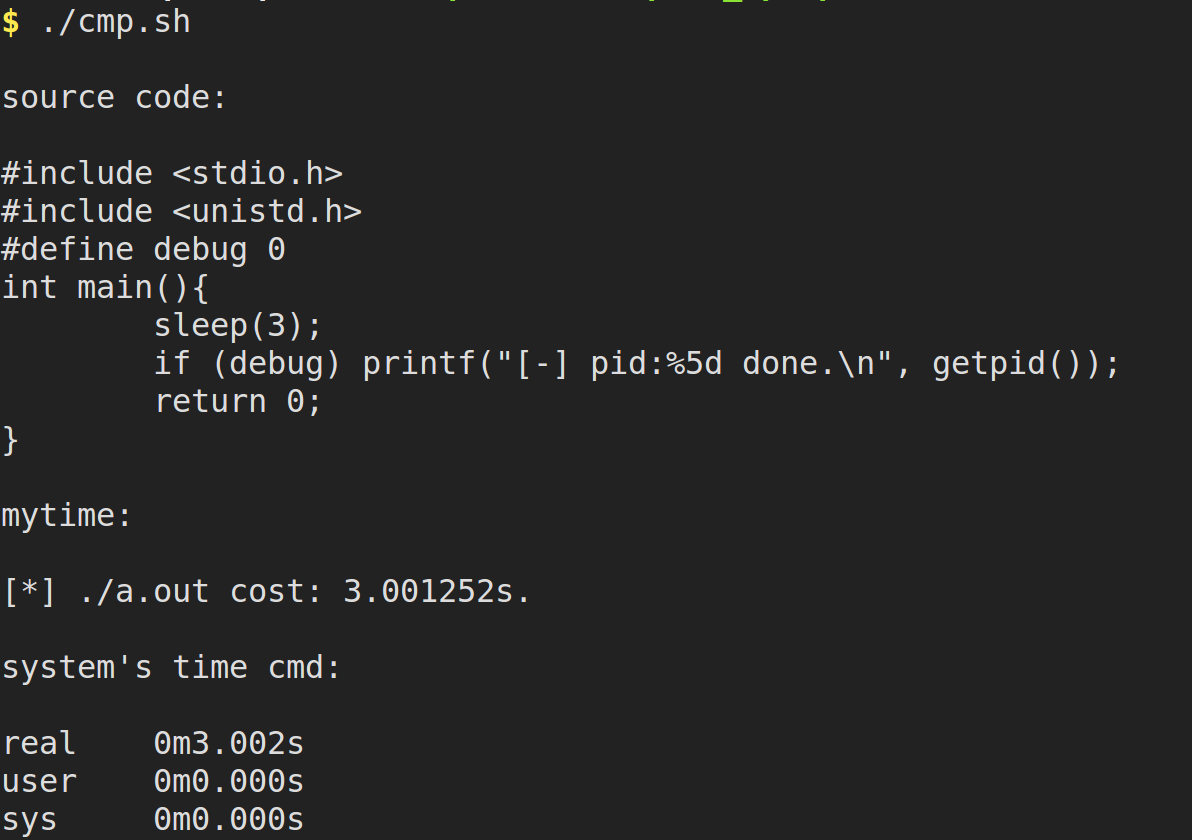 $ ./cmp.sh
source code:
#include <stdio.h>
#include <unistd.h>
#define debug 0
int main(){
        sleep(3);
        if (debug) printf("[-] pid:%5d done.\n", getpid());
        return 0;
}
mytime:
[*] ./a.out cost: 3.001252s.
system's time cmd:
real    0m3.002s
user    0m0.000s
sys     0m0.000s